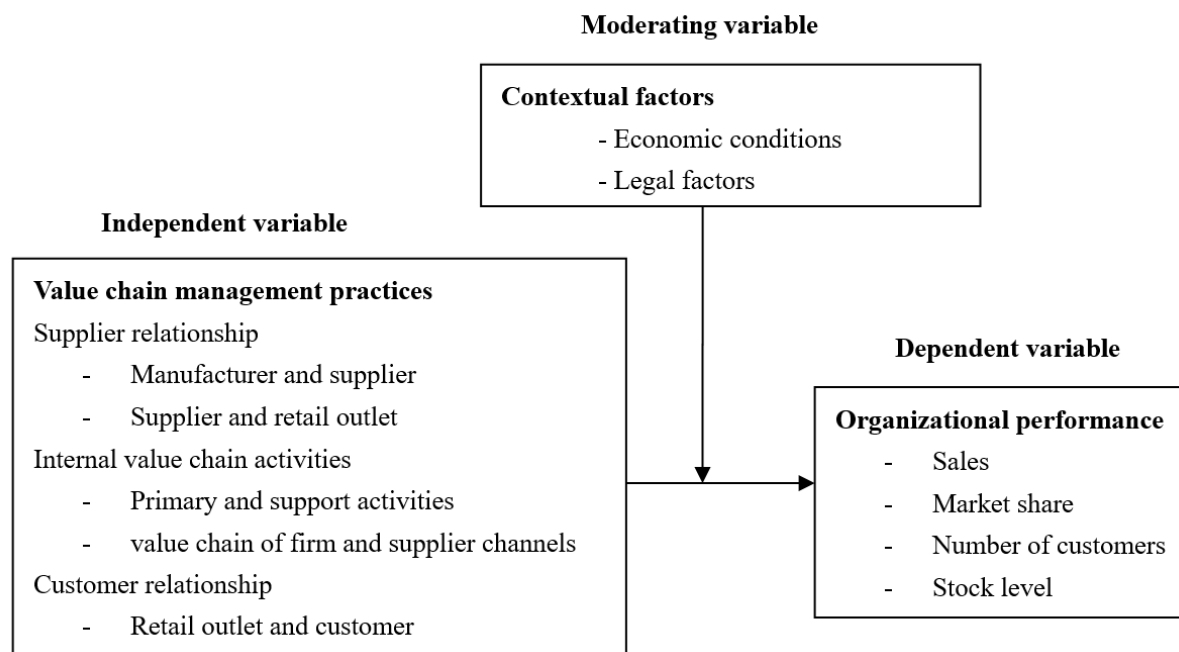 Moderating variable
Contextual factors
- Economic conditions
- Legal factors
Independent variable
Value chain management practices
Supplier relationship
- Manufacturer and supplier
- Supplier and retail outlet
Internal value chain activities
- Primary and support activities
- value chain of firm and supplier channels
Customer relationship
- Retail outlet and customer
Dependent variable
Organizational performance
- Sales
- Market share
- Number of customers
- Stock level